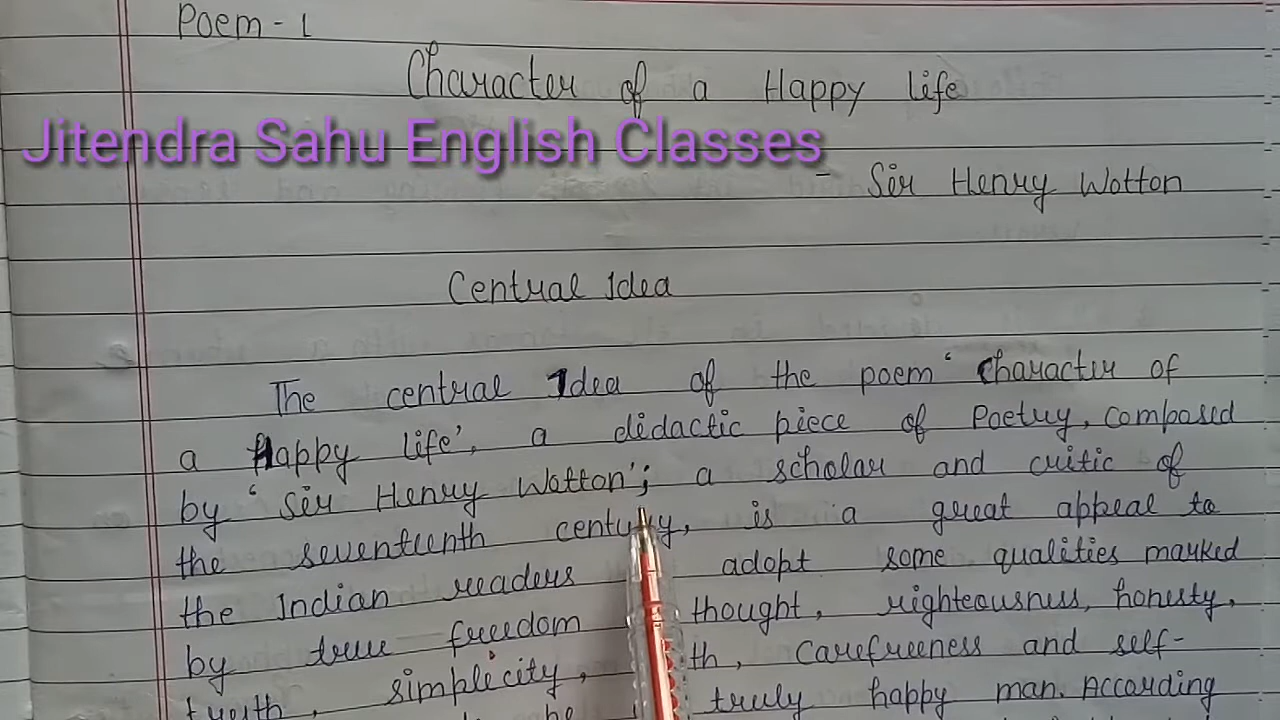 Poem - 1
Character of a Happy life
Jitendra Sahu English Classes
- Sir Henry Wotton
Central Idea
The central Idea of the poem ‘Character of
a Happy life’, a didactic piece of Poetry, composed
by ‘Sir Henry Wotton’; a scholar and critic of
the seventeenth century, is a great appeal to
the Indian readers adopt some qualities marked
by true freedom thought, righteousness, honesty,
truth, simplicity, th, carefreeness and self-
be truly happy man. According